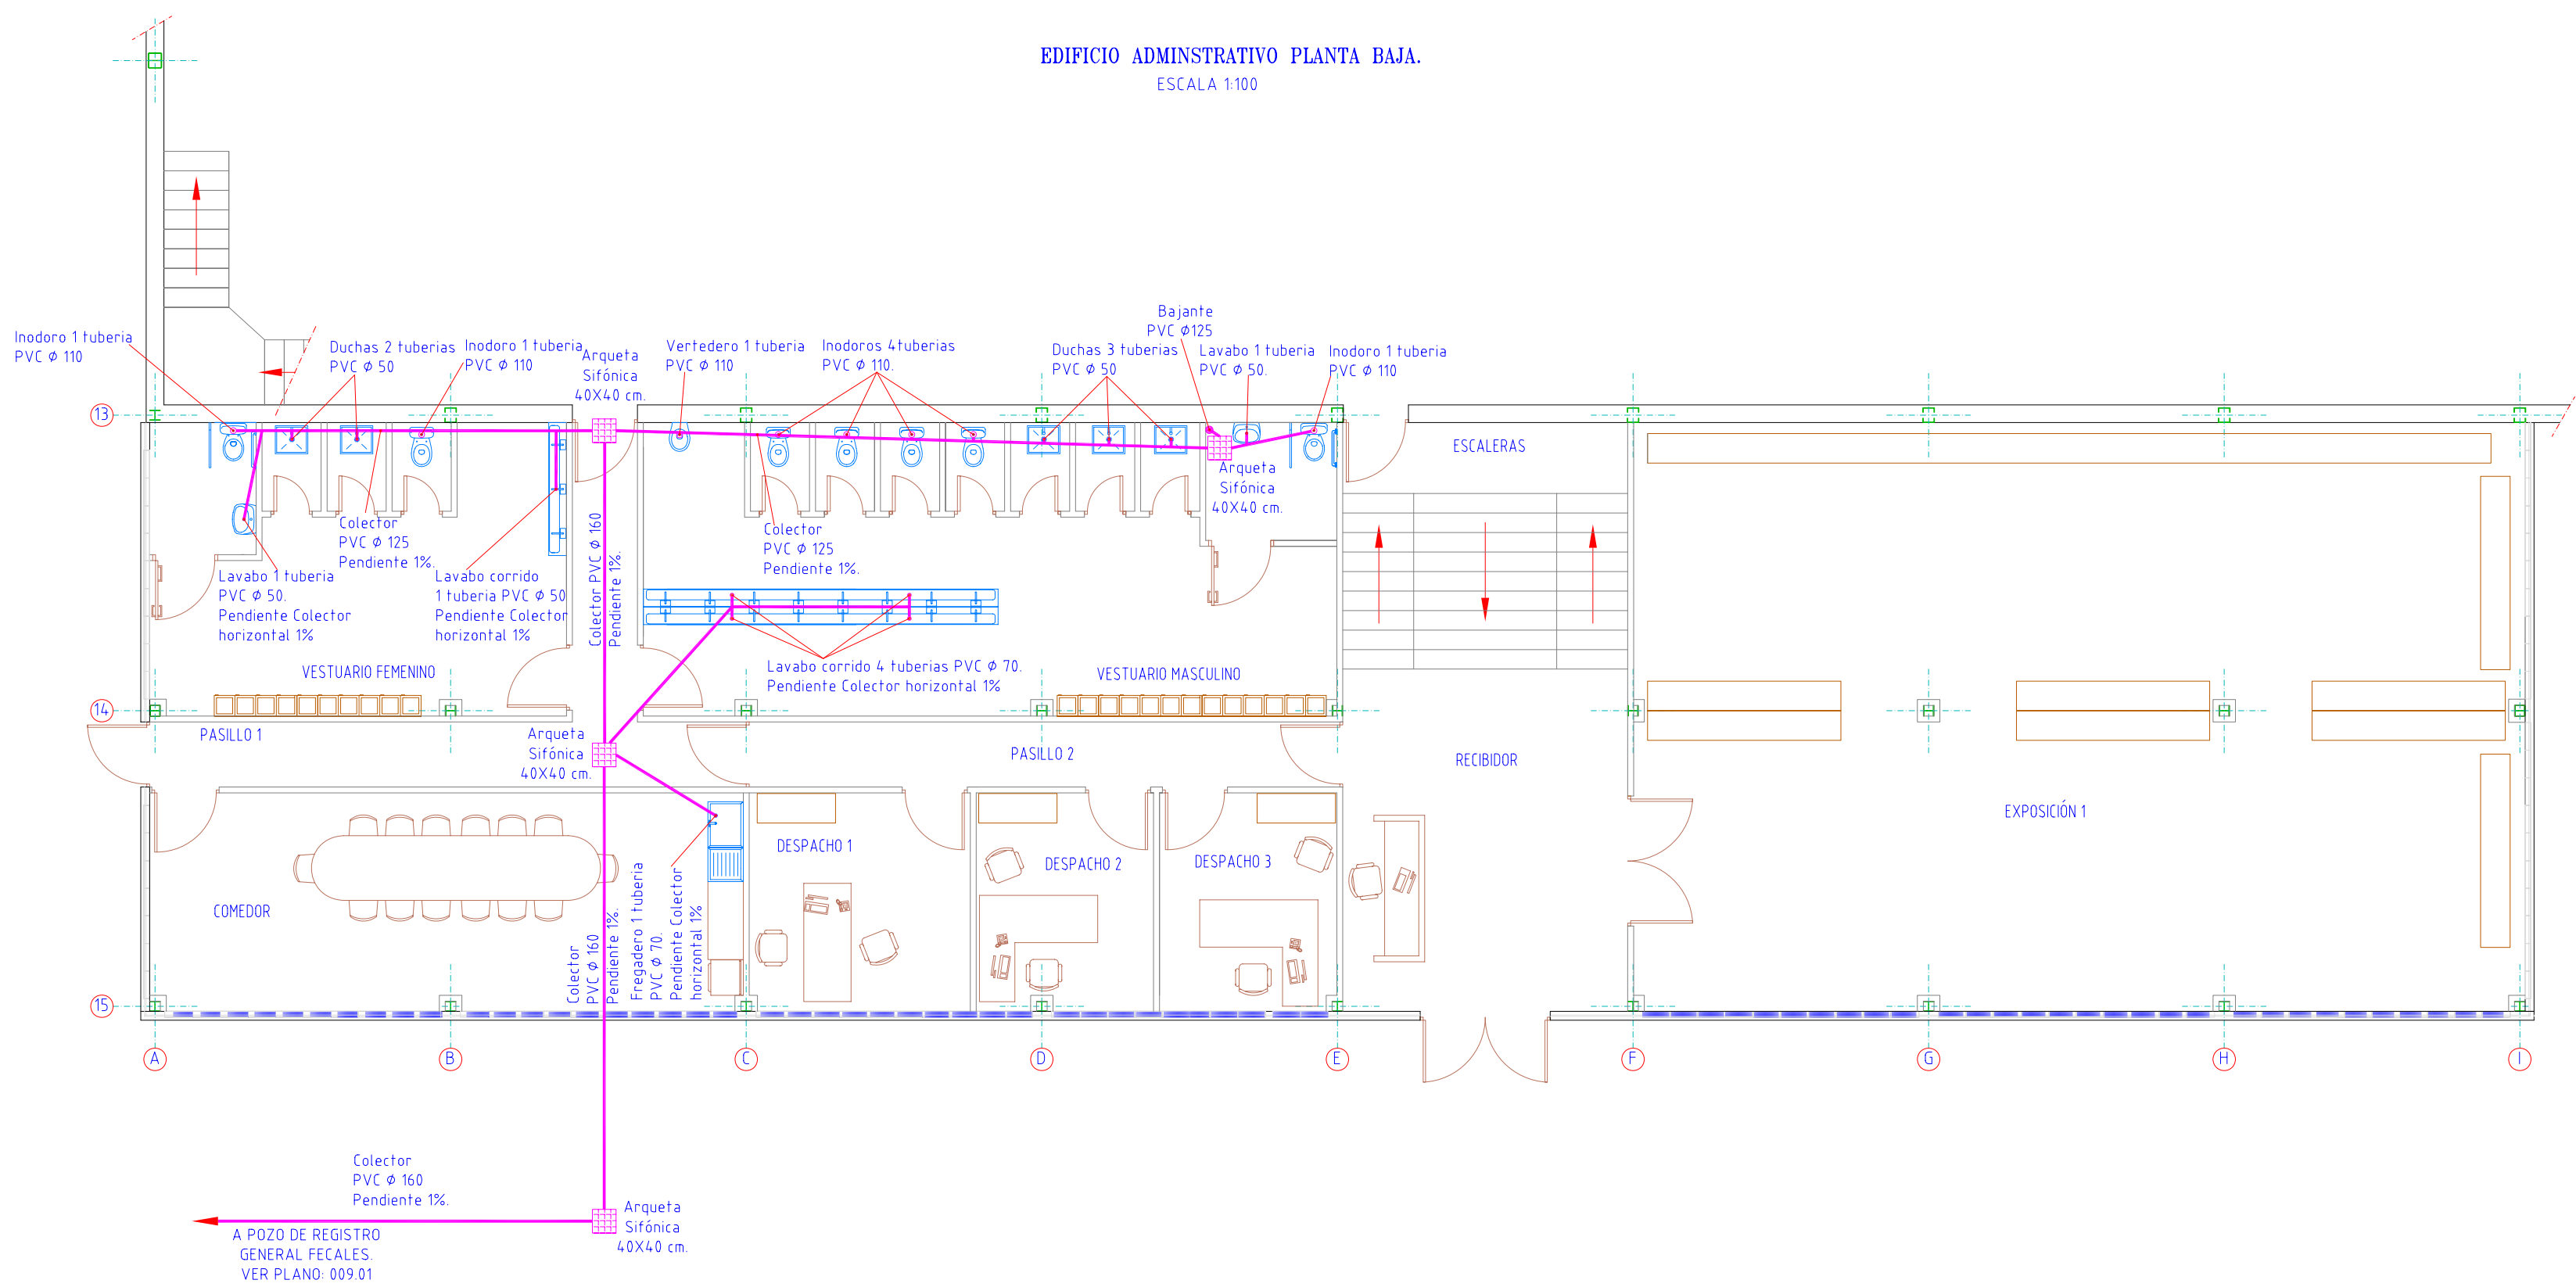 EDIFICIO ADMINSTRATIVO PLANTA BAJA.
ESCALA 1:100
Inodoro 1 tuberia
PVC Ø 110
Duchas 2 tuberias
PVC Ø 50
Inodoro 1 tuberia
PVC Ø 110
Arqueta
Sifónica
40X40 cm.
Vertedero 1 tuberia
PVC Ø 110
Inodoros 4tuberias
PVC Ø 110.
Duchas 3 tuberias
PVC Ø 50
Bajante
PVC Ø125
Lavabo 1 tuberia
PVC Ø 50.
Inodoro 1 tuberia
PVC Ø 110
13
ESCALERAS
Arqueta
Sifónica
40X40 cm.
Colector
PVC Ø 125
Pendiente 1%.
Colector
PVC Ø 125
Pendiente 1%.
Colector PVC Ø 160
Pendiente 1%.
Lavabo 1 tuberia
PVC Ø 50.
Pendiente Colector
horizontal 1%
Lavabo corrido
1 tuberia PVC Ø 50
Pendiente Colector
horizontal 1%
Lavabo corrido 4 tuberias PVC Ø 70.
Pendiente Colector horizontal 1%
VESTUARIO FEMENINO
VESTUARIO MASCULINO
14
PASILLO 1
Arqueta
Sifónica
40X40 cm.
PASILLO 2
RECIBIDOR
EXPOSICIÓN 1
DESPACHO 1
DESPACHO 2
DESPACHO 3
COMEDOR
Colector
PVC Ø 160
Pendiente 1%.
Fregadero 1 tuberia
PVC Ø 70.
Pendiente Colector
horizontal 1%
15
A
B
C
D
E
F
G
H
I
Colector
PVC Ø 160
Pendiente 1%.
A POZO DE REGISTRO
GENERAL FECALES.
VER PLANO: 009.01
Arqueta
Sifónica
40X40 cm.